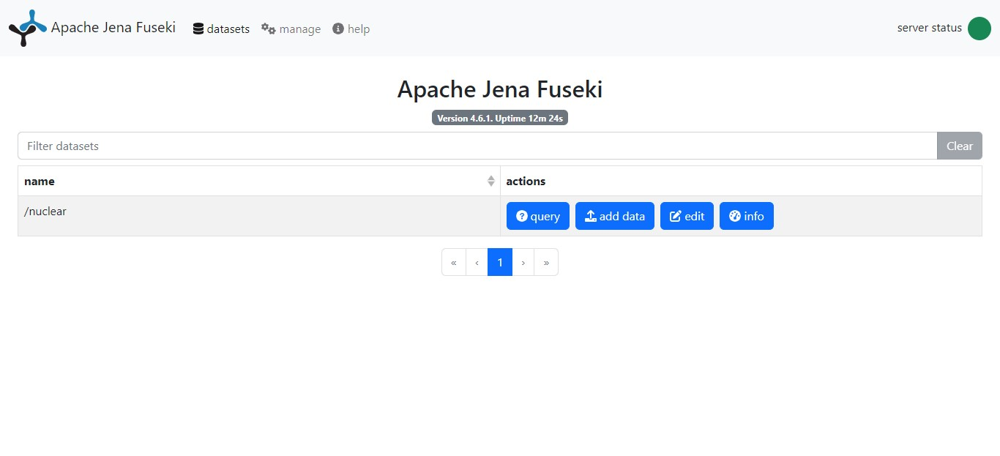 Apache Jena Fuseki datasets manage help server status
Apache Jena Fuseki
Version 4.6.1. Uptime 12m 24s
Filter datasets Clear
name actions
/nuclear query add data edit info
« ‹ 1 › »